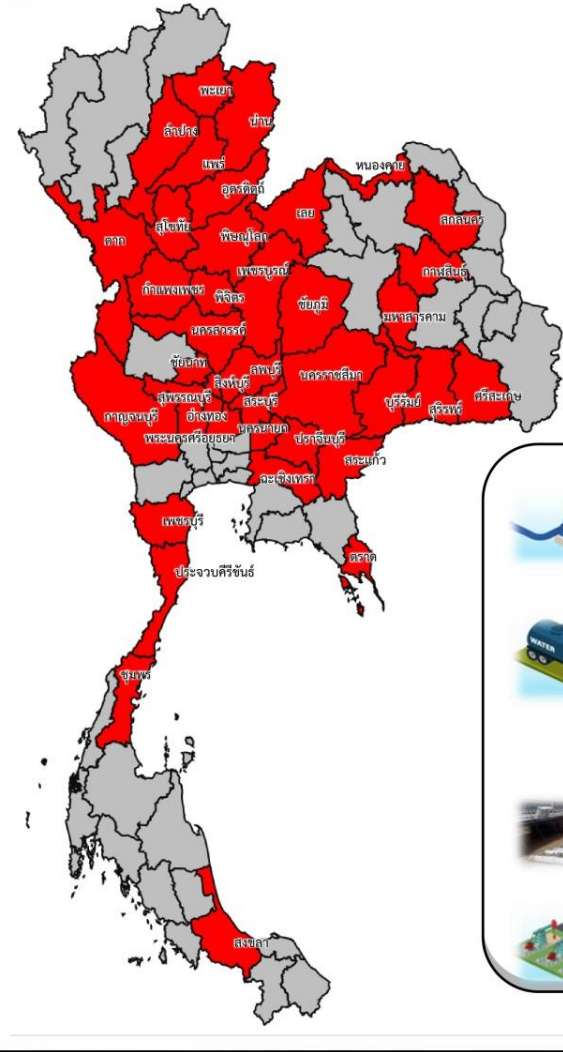 พะเยา
น่าน
ลำปาง
แพร่
หนองคาย
อุตรดิตถ์
เลย
สกลนคร
สุโขทัย
ตาก
พิษณุโลก
กาฬสินธุ์
เพชรบูรณ์
กำแพงเพชร
พิจิตร
ชัยภูมิ
มหาสารคาม
นครสวรรค์
ชัยนาท
ลพบุรี
นครราชสีมา
สิงห์บุรี
สุพรรณบุรี
สระบุรี
บุรีรัมย์
สุรินทร์
ศรีสะเกษ
กาญจนบุรี
อ่างทอง
นครนายก
พระนครศรีอยุธยา
ปราจีนบุรี
สระแก้ว
ฉะเชิงเทรา
เพชรบุรี
ตราด
ประจวบคีรีขันธ์
WATER
ชุมพร
สงขลา